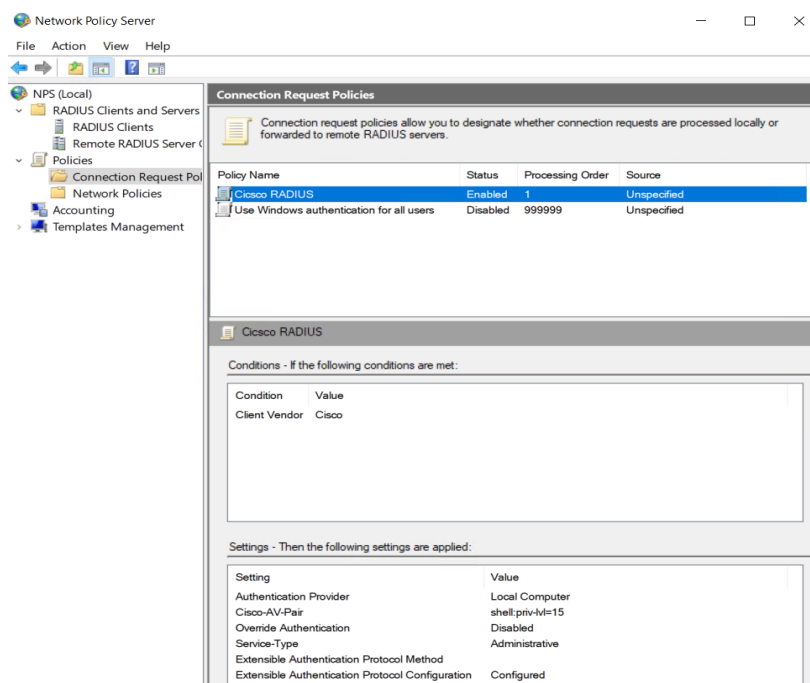 Network Policy Server
File Action View Help
NPS (Local)
RADIUS Clients and Servers
RADIUS Clients
Remote RADIUS Server (
Policies
Connection Request Pol
Network Policies
Accounting
Templates Management
Connection Request Policies
Connection request policies allow you to designate whether connection requests are processed locally or
forwarded to remote RADIUS servers.
Policy Name Status Processing Order Source
Cicsco RADIUS Enabled 1 Unspecified
Use Windows authentication for all users Disabled 999999 Unspecified
Cicsco RADIUS
Conditions - If the following conditions are met:
Condition Value
Client Vendor Cisco
Settings - Then the following settings are applied:
Setting Value
Authentication Provider Local Computer
Cisco-AV-Pair shell:priv-lvl=15
Override Authentication Disabled
Service-Type Administrative
Extensible Authentication Protocol Method
Extensible Authentication Protocol Configuration Configured